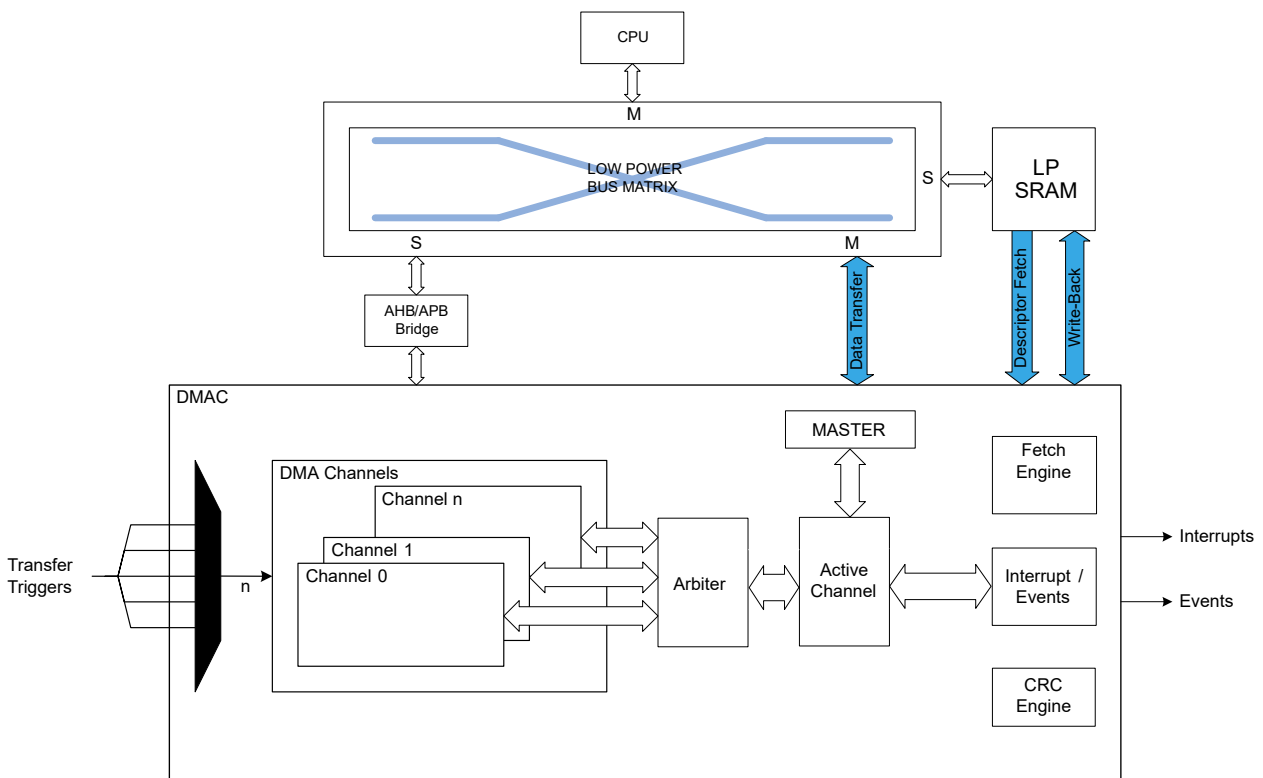 CPU
M
LOW POWER
BUS MATRIX
S
LP
SRAM
S
M
AHB/APB
Bridge
Data Transfer
Descriptor Fetch
Write-Back
DMAC
MASTER
Fetch
Engine
DMA Channels
Channel n
Channel 1
Channel 0
Transfer
Triggers
n
Arbiter
Active
Channel
Interrupt /
Events
Interrupts
Events
CRC
Engine